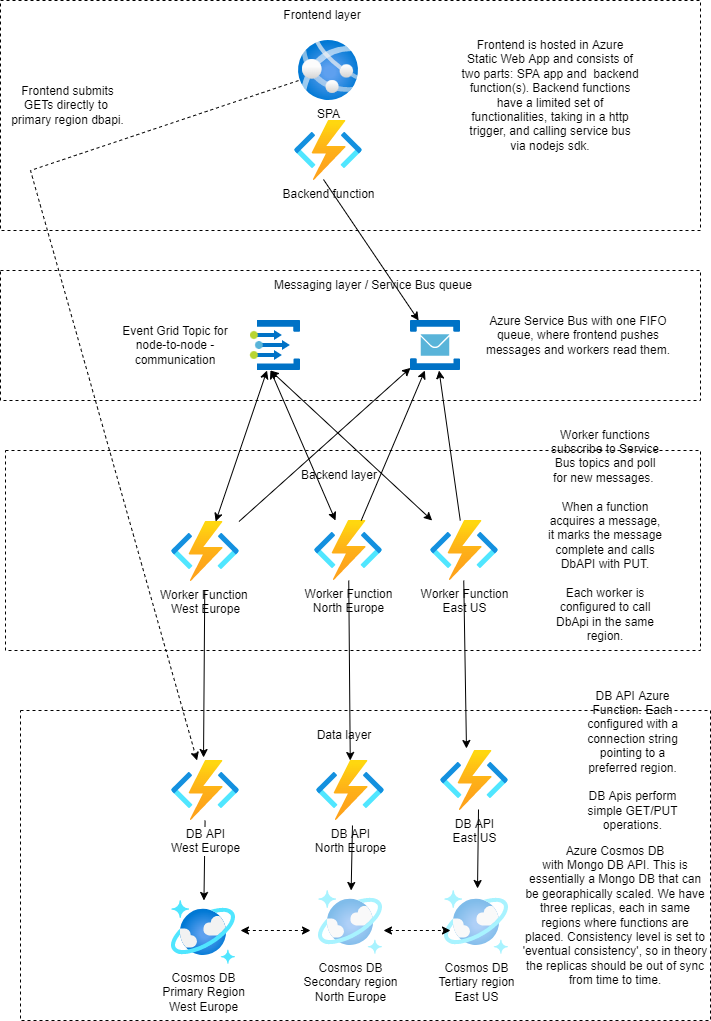 Frontend layer
Frontend is hosted in Azure
Static Web App and consists of
two parts: SPA app and  backend
function(s). Backend functions
have a limited set of
functionalities, taking in a http
trigger, and calling service bus
via nodejs sdk.
Frontend submits
GETs directly to
primary region dbapi.
SPA
Backend function
Messaging layer / Service Bus queue
Event Grid Topic for
node-to-node -
communication
Azure Service Bus with one FIFO
queue, where frontend pushes
messages and workers read them.
Worker functions
subscribe to Service
Bus topics and poll
for new messages.
When a function
acquires a message,
it marks the message
complete and calls
DbAPI with PUT.
Each worker is
configured to call
DbApi in the same
region.
Backend layer
Worker Function
West Europe
Worker Function
North Europe
Worker Function
East US
DB API Azure
Function. Each
configured with a
connection string
pointing to a
preferred region.
DB Apis perform
simple GET/PUT
operations.
Data layer
DB API
West Europe
DB API
North Europe
DB API
East US
Azure Cosmos DB
with Mongo DB API. This is
essentially a Mongo DB that can
be georaphically scaled. We have
three replicas, each in same
regions where functions are
placed. Consistency level is set to
'eventual consistency', so in theory
the replicas should be out of sync
from time to time.
Cosmos DB
Primary Region
West Europe
Cosmos DB
Secondary region
North Europe
Cosmos DB
Tertiary region
East US